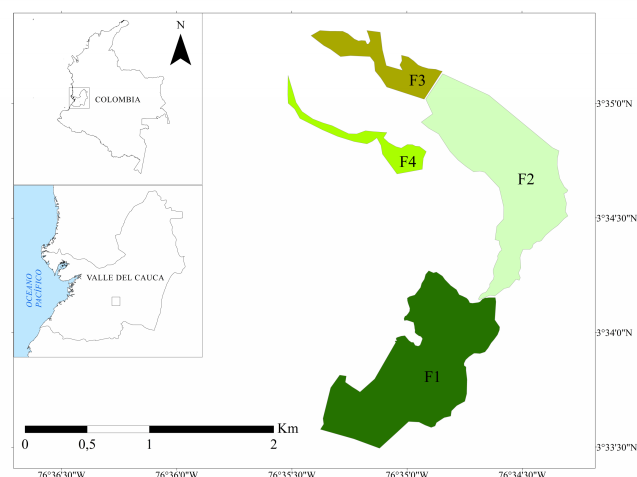 N
COLOMBIA
F3
3°35'0"N
F4
F2
3°34'30"N
VALLE DEL CAUCA
OCEANO
PACÍFICO
3°34'0"N
F1
Km
0
0,5
1
2
3°33'30"N
76°36'30"W
76°36'0"W
76°35'30"W
76°35'0"W
76°34'30"W